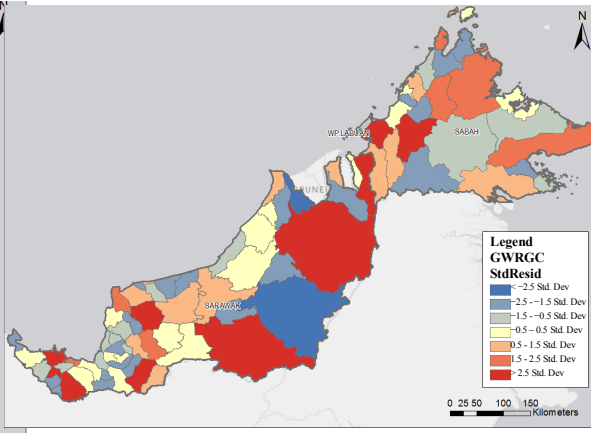 N
N
WP LABUAN
SABAH
BRUNEI
SARAWAK
Legend
GWRGC
StdResid
< -2.5 Std. Dev
-2.5 - -1.5 Std. Dev
-1.5 - -0.5 Std. Dev
-0.5 - 0.5 Std. Dev
0.5 - 1.5 Std. Dev
1.5 - 2.5 Std. Dev
> 2.5 Std. Dev
0 25 50 100 150
Kilometers